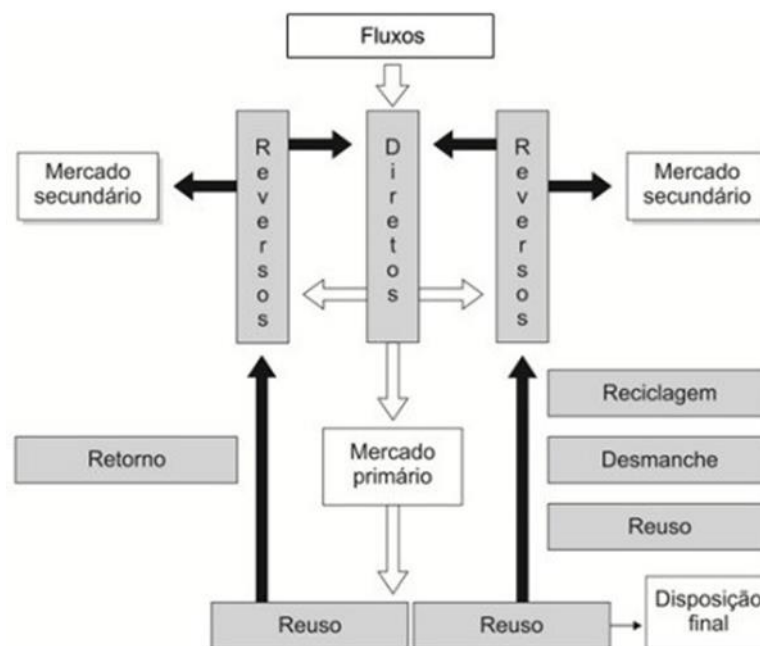 Fluxos
Reversos
Diretos
Reversos
Mercado
secundário
Mercado
secundário
Reciclagem
Retorno
Mercado
primário
Desmanche
Reuso
Reuso
Reuso
Disposição
final